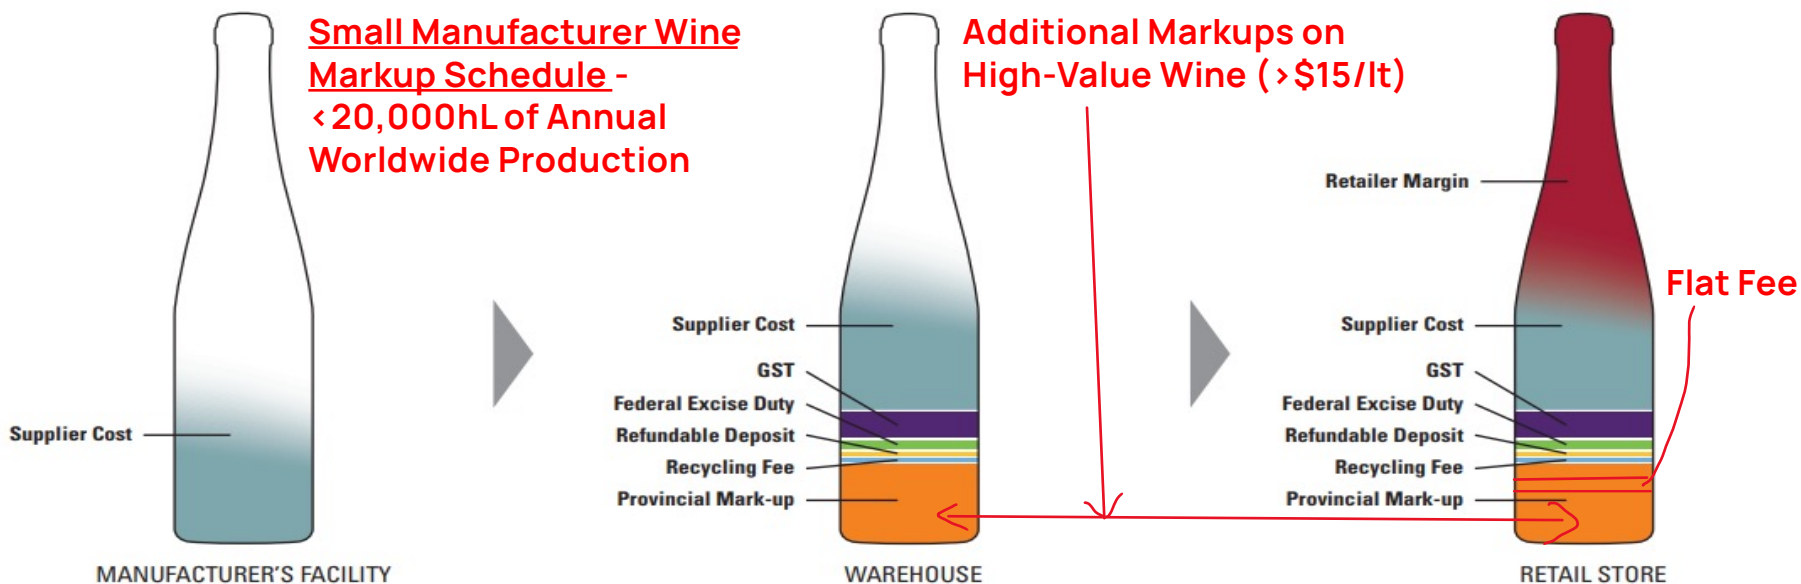 Small Manufacturer Wine
Markup Schedule -
<20,000hL of Annual
Worldwide Production
Additional Markups on
High-Value Wine (>$15/lt)
Supplier Cost
MANUFACTURER'S FACILITY
Supplier Cost
GST
Federal Excise Duty
Refundable Deposit
Recycling Fee
Provincial Mark-up
WAREHOUSE
Retailer Margin
Flat Fee
Supplier Cost
GST
Federal Excise Duty
Refundable Deposit
Recycling Fee
Provincial Mark-up
RETAIL STORE